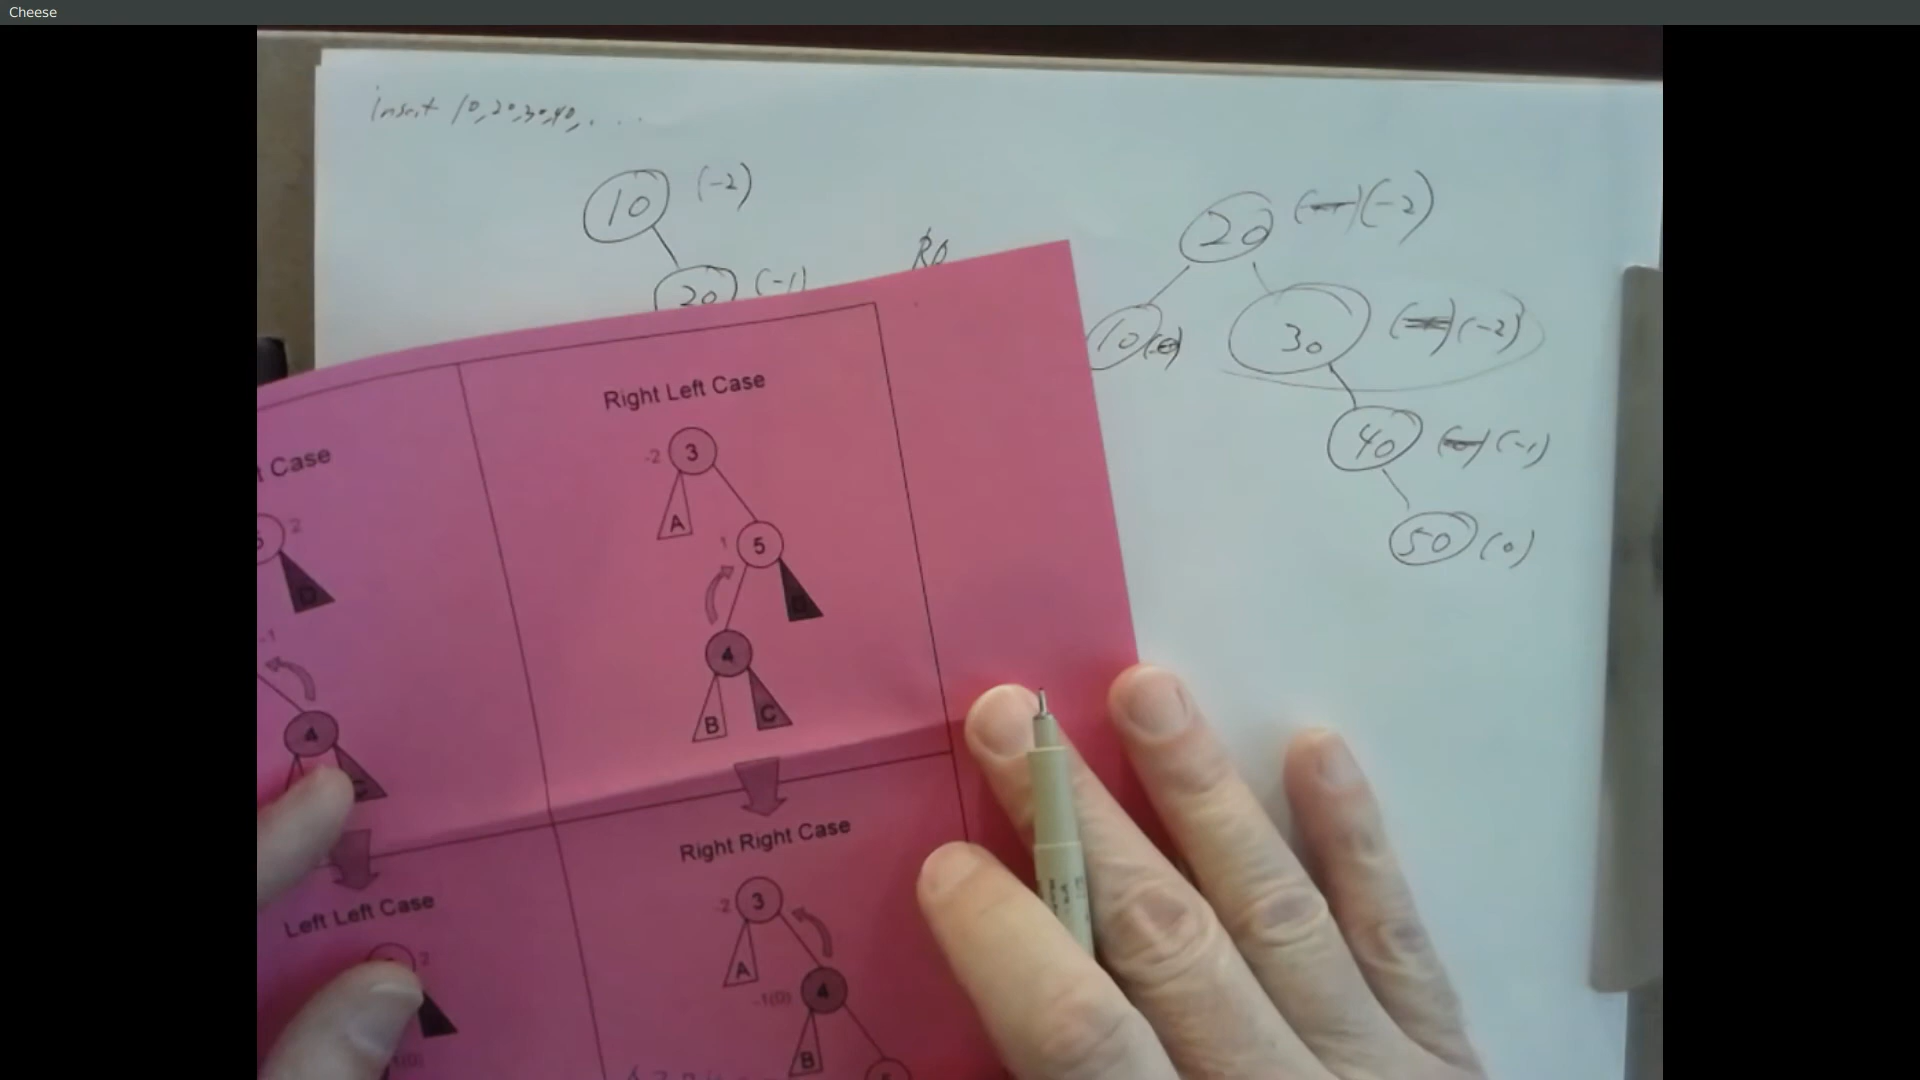 Cheese
insert 10,20,30,40, . . . .
10 (-2)
20 (-1)
20 (-2)
10
30 (-2)
40 (-1)
50 (0)
Right Left Case
-2 3
A
1 5
4
B C
Case
2
D
-1
4
C
Right Right Case
-2 3
A
-1(0) 4
B
Left Left Case
2